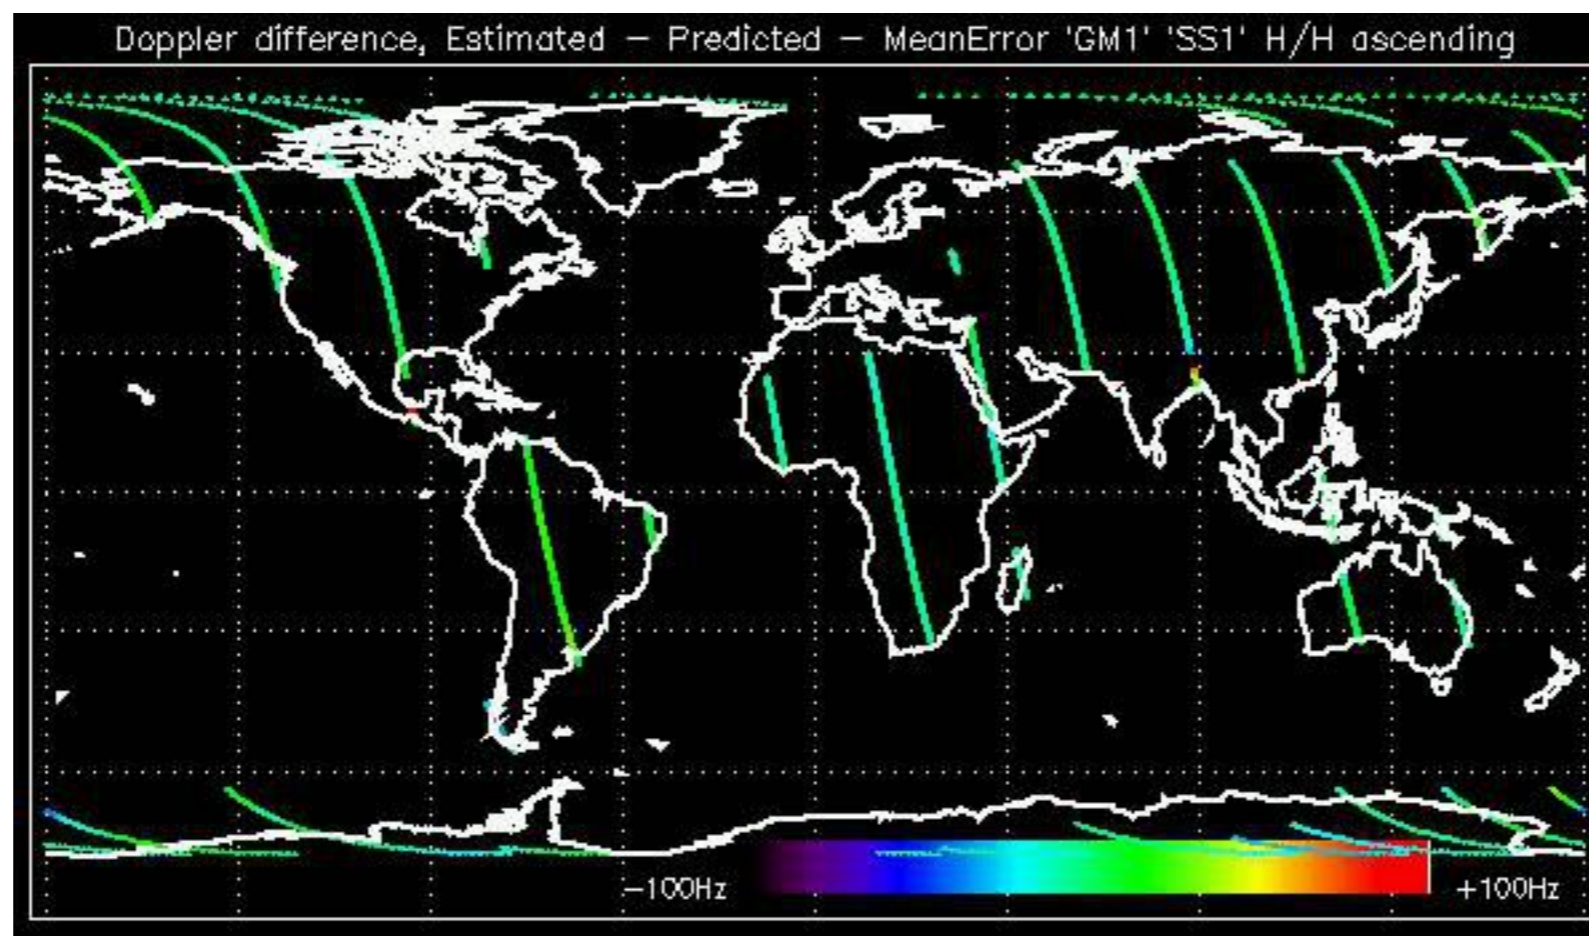 Doppler difference, Estimated – Predicted – MeanError 'GM1' 'SS1' H/H ascending
–100Hz
+100Hz